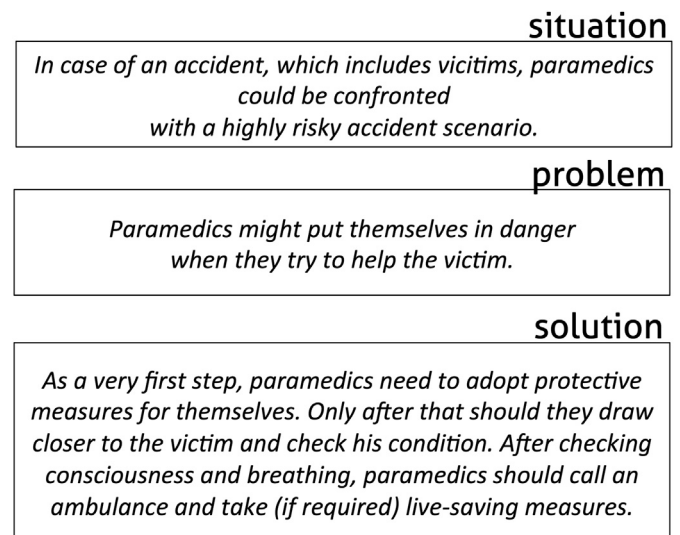 situation
In case of an accident, which includes vicitims, paramedics
could be confronted
with a highly risky accident scenario.
problem
Paramedics might put themselves in danger
when they try to help the victim.
solution
As a very first step, paramedics need to adopt protective
measures for themselves. Only after that should they draw
closer to the victim and check his condition. After checking
consciousness and breathing, paramedics should call an
ambulance and take (if required) live-saving measures.